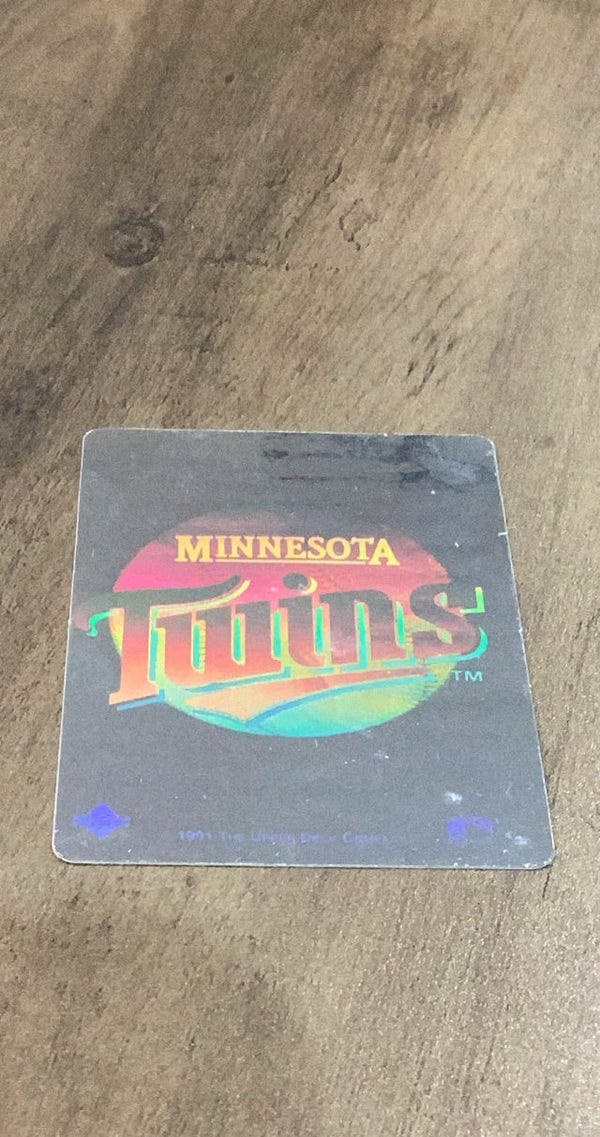 MINNESOTA
Twins
TM
1991 The Upper Deck Company